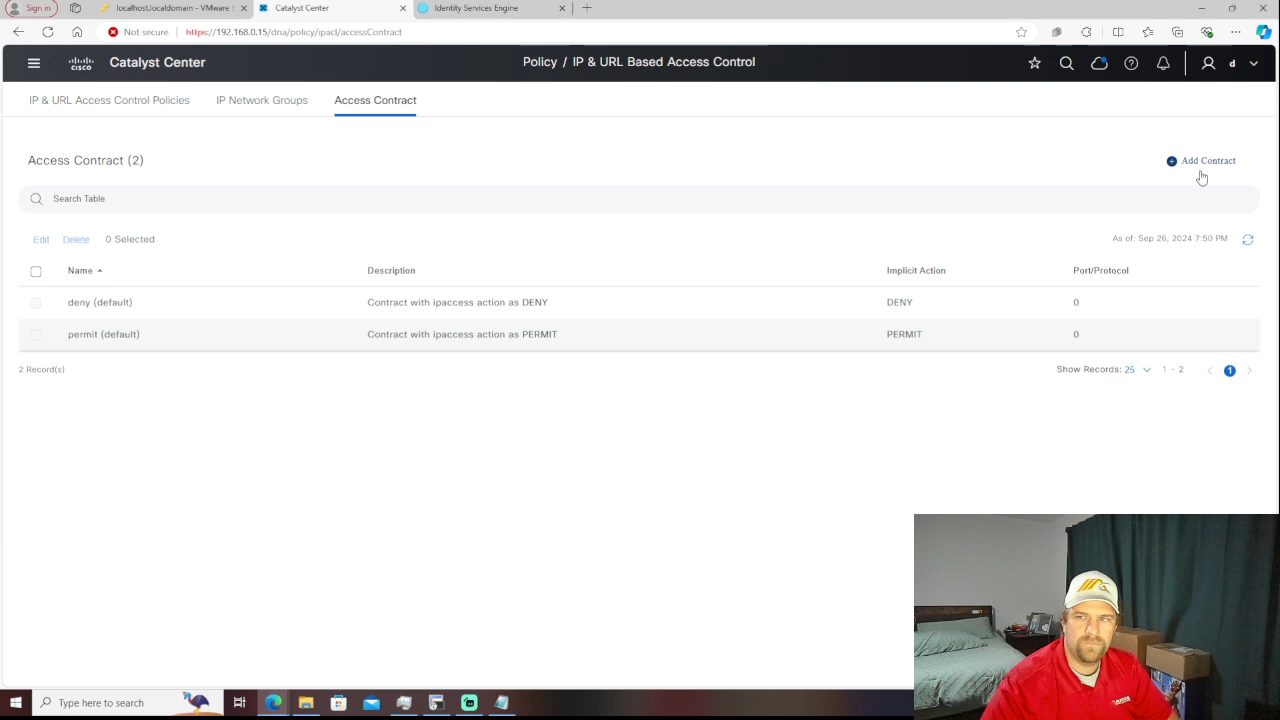 Sign in
localhost.localdomain - VMware
Catalyst Center
Identity Services Engine
Not secure
https://192.168.0.15/dna/policy/ipacl/accessContract
CISCO
Catalyst Center
Policy / IP & URL Based Access Control
d
IP & URL Access Control Policies
IP Network Groups
Access Contract
Access Contract (2)
Add Contract
Search Table
Edit
Delete
0 Selected
As of: Sep 26, 2024 7:50 PM
Name
Description
Implicit Action
Port/Protocol
deny (default)
Contract with ipaccess action as DENY
DENY
0
permit (default)
Contract with ipaccess action as PERMIT
PERMIT
0
2 Record(s)
Show Records: 25
1 - 2
1
Type here to search